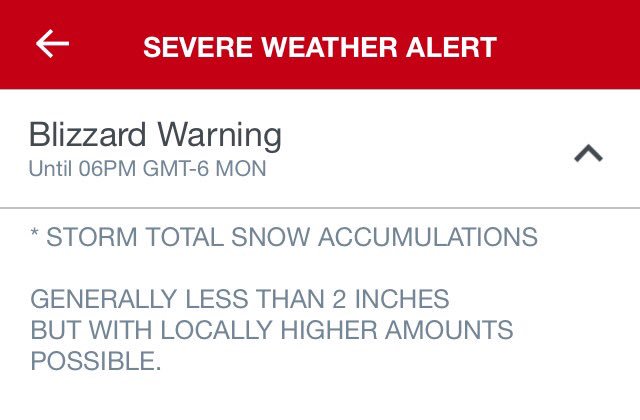 SEVERE WEATHER ALERT
Blizzard Warning
Until 06PM GMT-6 MON
* STORM TOTAL SNOW ACCUMULATIONS
GENERALLY LESS THAN 2 INCHES
BUT WITH LOCALLY HIGHER AMOUNTS
POSSIBLE.